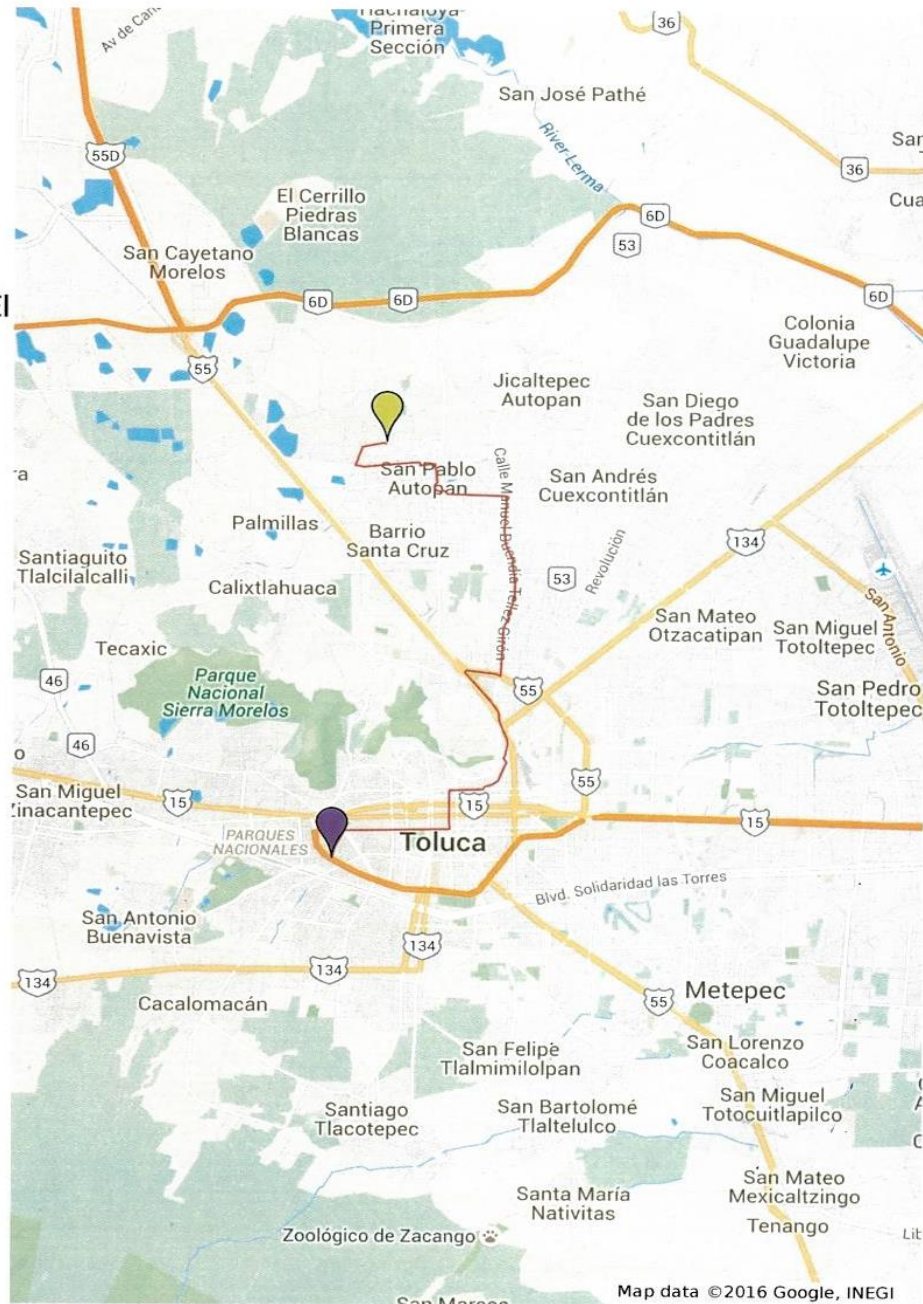 Primera
Sección
36
Av de
San José Pathé
River Lerma
55D
36
El Cerrillo
Piedras
Blancas
6D
53
San Cayetano
Morelos
6D
6D
6D
Colonia
Guadalupe
Victoria
55
Jicaltepec
Autopan
San Diego
de los Padres
Cuexcontitlán
San Pablo
Autopan
Calle Manuel Buendía Tellez Girón
San Andrés
Cuexcontitlán
Palmillas
Barrio
Santa Cruz
134
Santiaguito
Tlalcilalcalli
Calixtlahuaca
53
Revolución
San Antonio
San Mateo
Otzacatipan
San Miguel
Totoltepec
Tecaxic
46
Parque
Nacional
Sierra Morelos
55
San Pedro
Totoltepec
46
55
San Miguel
Zinacantepec
15
15
15
PARQUES
NACIONALES
Toluca
Blvd. Solidaridad las Torres
San Antonio
Buenavista
134
134
134
Cacalomacán
55
Metepec
San Felipe
Tlalmimilolpan
San Lorenzo
Coacalco
Santiago
Tlacotepec
San Bartolomé
Tlaltelulco
San Miguel
Totocuitlapilco
Santa María
Nativitas
San Mateo
Mexicaltzingo
Tenango
Zoológico de Zacango
Map data ©2016 Google, INEGI